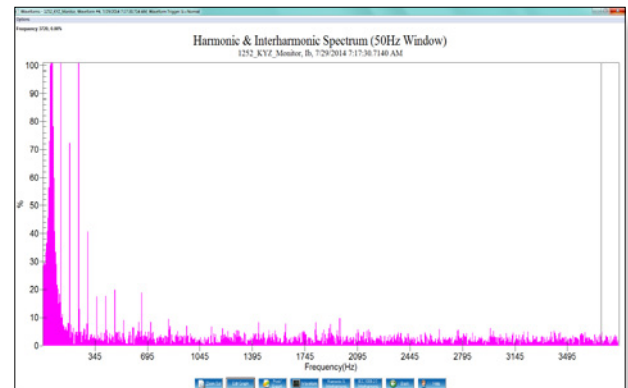 Options
Harmonic & Interharmonic Spectrum (50Hz Window)
1252_KYZ_Monitor, Ib, 7/29/2014 7:17:30.7140 AM
100
90
80
70
60
50
40
30
20
10
0
%
345 695 1045 1395 1745 2095 2445 2795 3145 3495
Frequency(Hz)